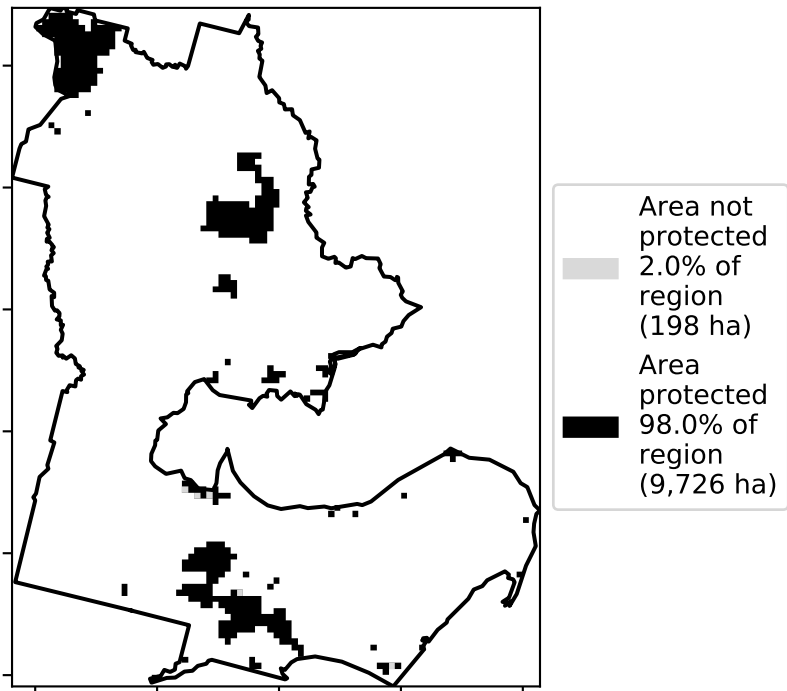 Area not
protected
2.0% of
region
(198 ha)
Area
protected
98.0% of
region
(9,726 ha)